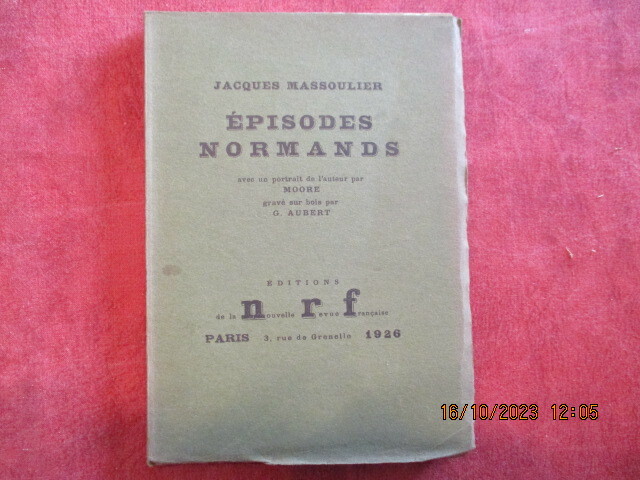 JACQUES MASSOULIER
ÉPISODES
NORMANDS
avec un portrait de l'auteur par
MOORE
gravé sur bois par
G. AUBERT
EDITIONS
de la nouvelle revue française
PARIS 3, rue de Grenelle 1926
16/10/2023 12:05